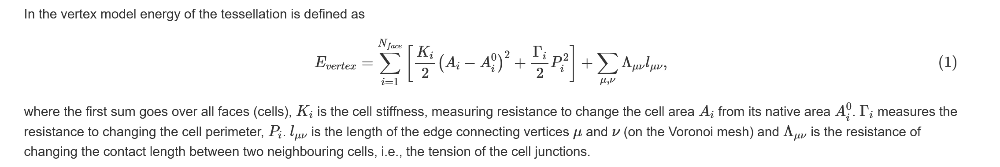 In the vertex model energy of the tessellation is defined as
$E_{vertex} = \sum_{i=1}^{N_{face}} \left[ \frac{K_i}{2} \left( A_i - A_i^0 \right)^2 + \frac{\Gamma_i}{2} P_i^2 \right] + \sum_{\mu,\nu} \Lambda_{\mu\nu} l_{\mu\nu},$ (1)
where the first sum goes over all faces (cells), $K_i$ is the cell stiffness, measuring resistance to change the cell area $A_i$ from its native area $A_i^0$. $\Gamma_i$ measures the
resistance to changing the cell perimeter, $P_i$. $l_{\mu\nu}$ is the length of the edge connecting vertices $\mu$ and $\nu$ (on the Voronoi mesh) and $\Lambda_{\mu\nu}$ is the resistance of
changing the contact length between two neighbouring cells, i.e., the tension of the cell junctions.